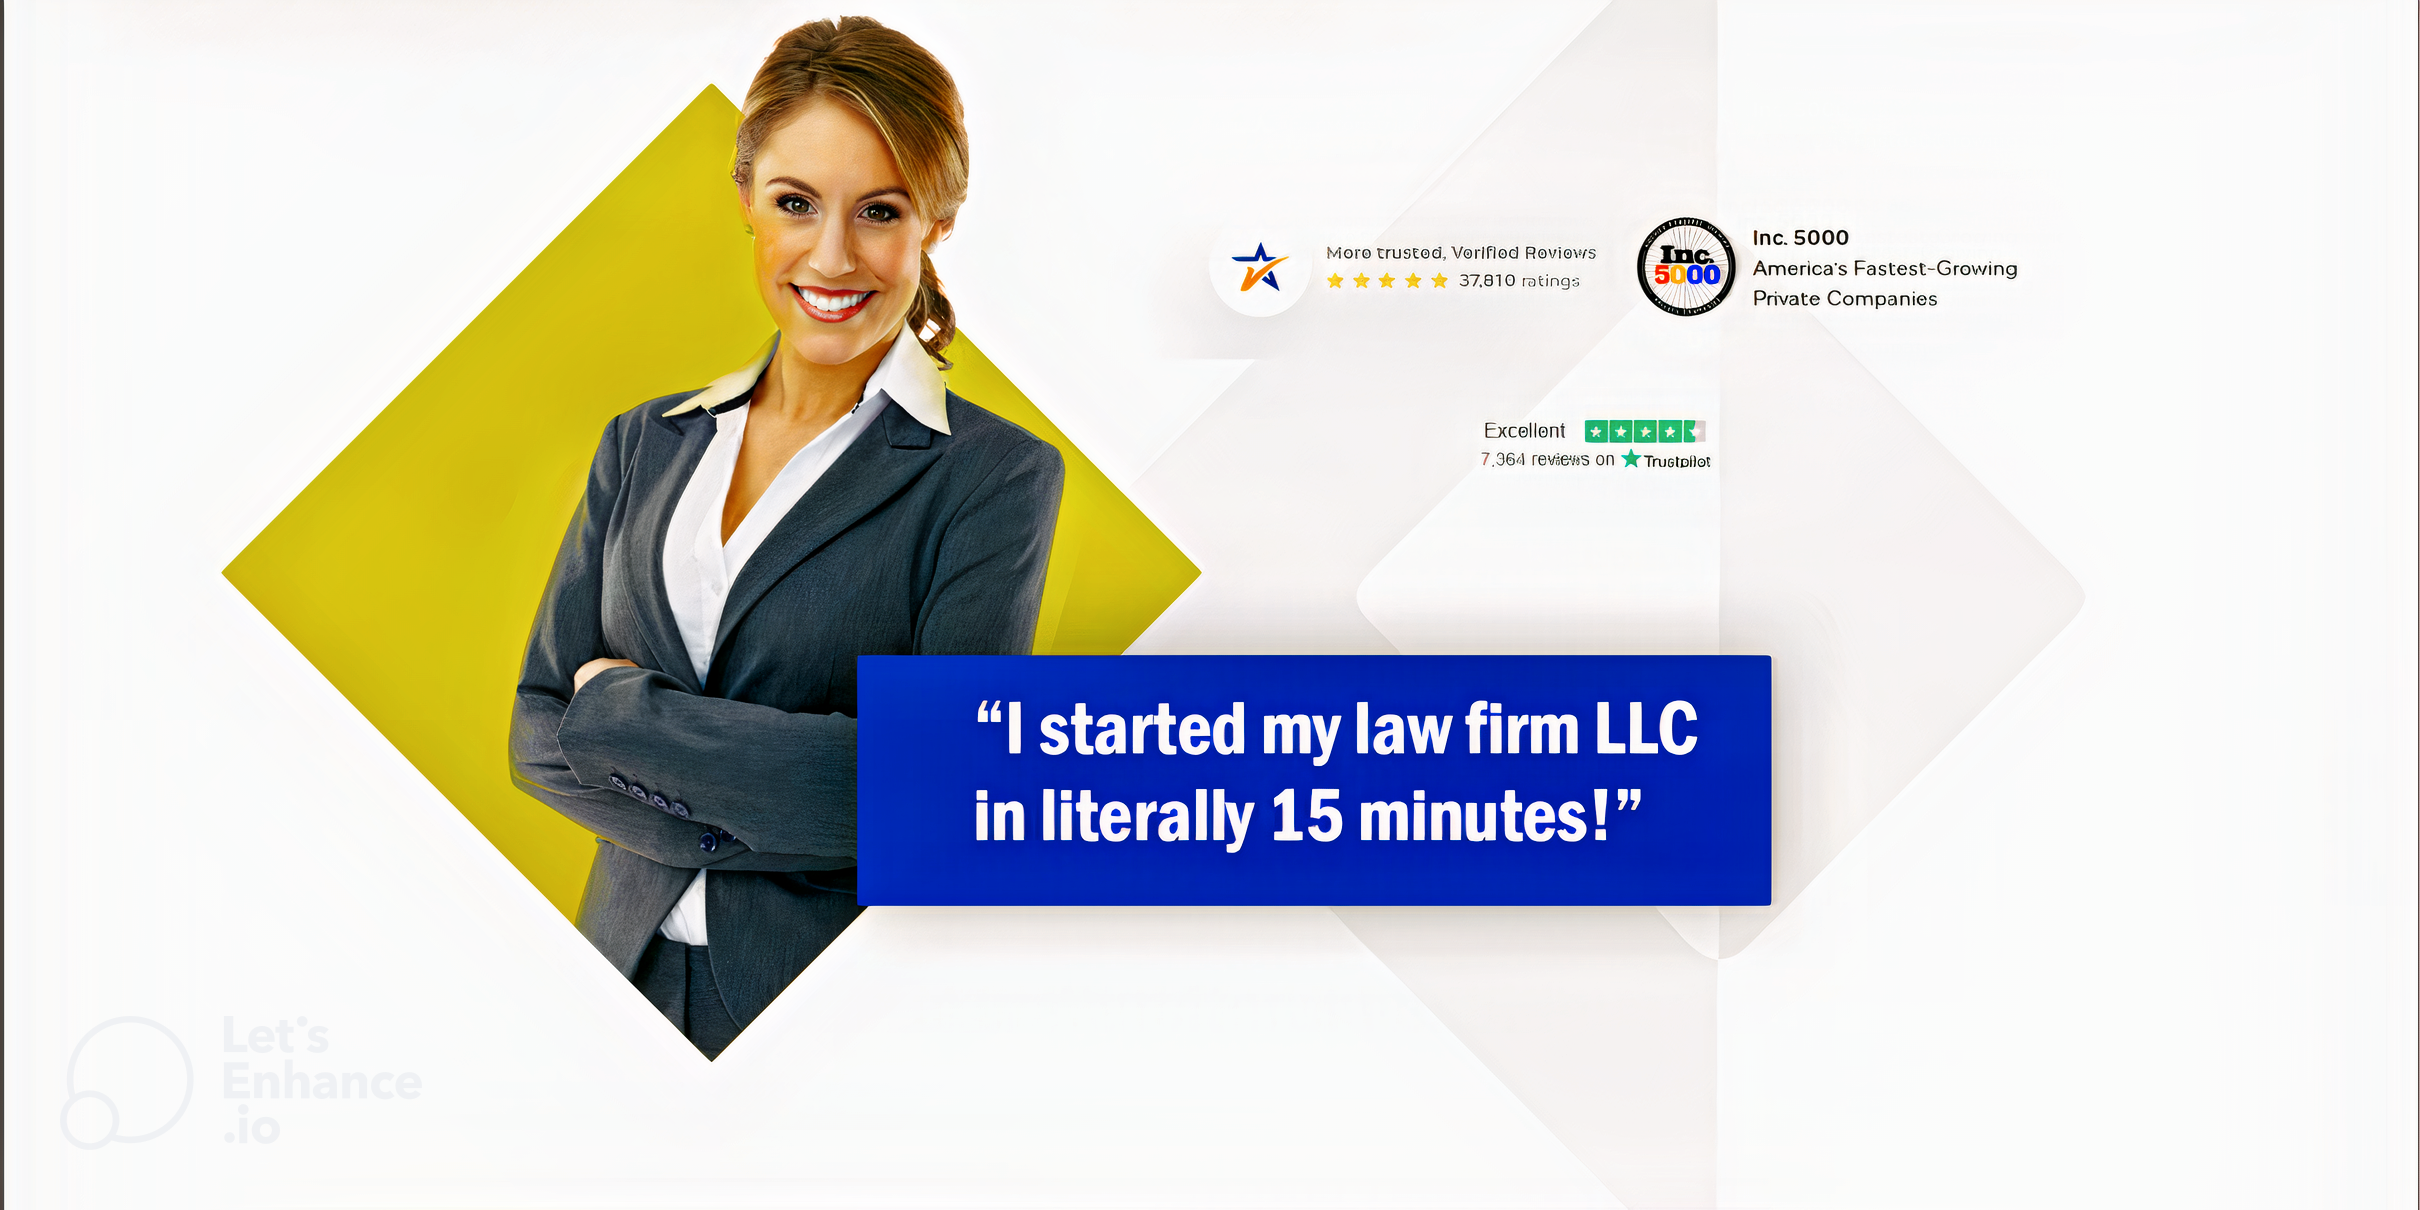 More trusted, Verified Reviews
37,810 ratings
Inc.
5000
Inc. 5000
America's Fastest-Growing
Private Companies
Excellent
7,364 reviews on Trustpilot
“I started my law firm LLC
in literally 15 minutes!”
Let's
Enhance
.io